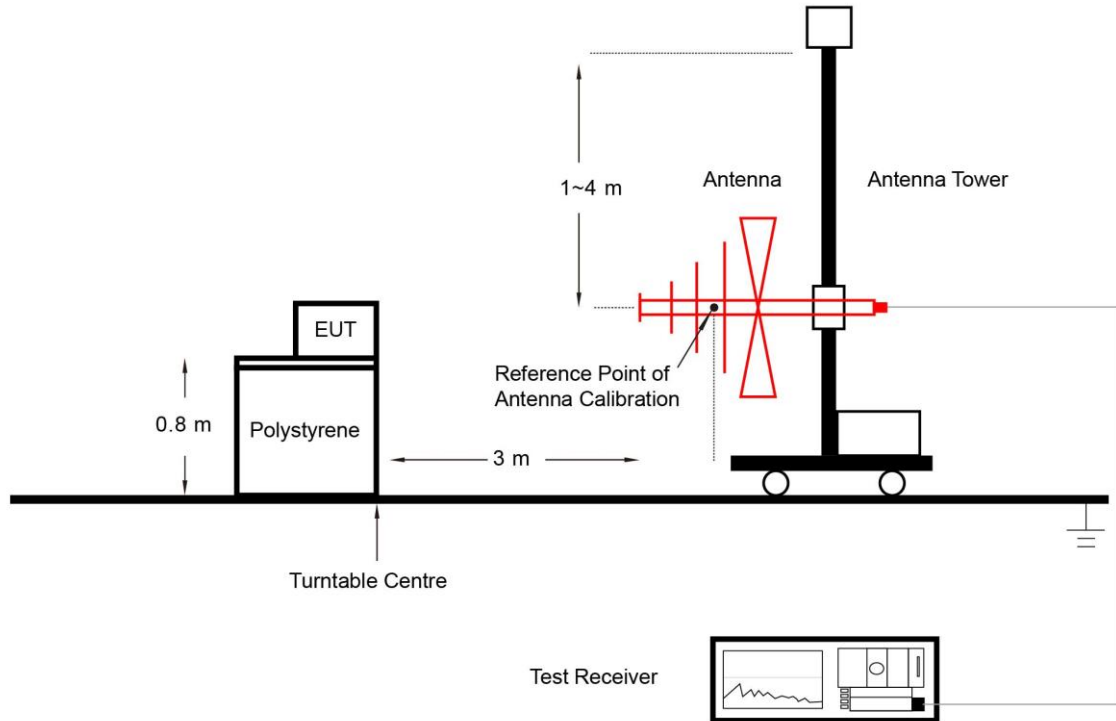 1~4 m
Antenna
Antenna Tower
EUT
Reference Point of
Antenna Calibration
0.8 m
Polystyrene
3 m
Turntable Centre
Test Receiver